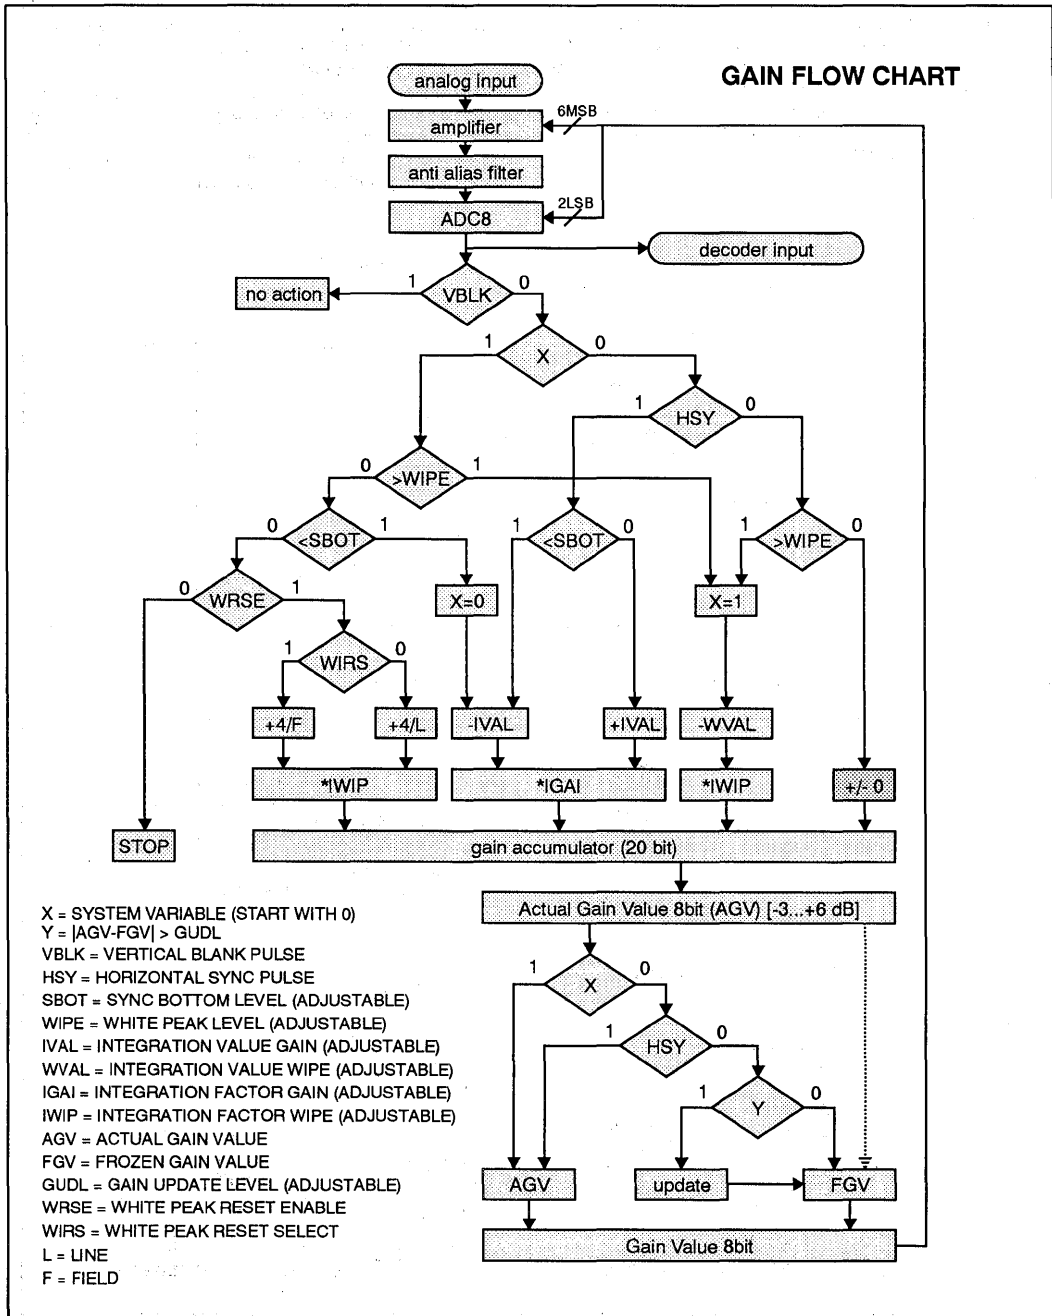 GAIN FLOW CHART
analog input
amplifier
6MSB
anti alias filter
ADC8
2LSB
decoder input
no action
1
VBLK
0
1
X
0
1
HSY
0
0
>WIPE
1
0
<SBOT
1
1
<SBOT
0
1
>WIPE
0
0
WRSE
1
X=0
X=1
1
WIRS
0
+4/F
+4/L
-IVAL
+IVAL
-WVAL
*IWIP
*IGAI
*IWIP
+/- 0
STOP
gain accumulator (20 bit)
Actual Gain Value 8bit (AGV) [-3...+6 dB]
1
X
0
1
HSY
0
1
Y
0
AGV
update
FGV
Gain Value 8bit
X = SYSTEM VARIABLE (START WITH 0)
Y = |AGV-FGV| > GUDL
VBLK = VERTICAL BLANK PULSE
HSY = HORIZONTAL SYNC PULSE
SBOT = SYNC BOTTOM LEVEL (ADJUSTABLE)
WIPE = WHITE PEAK LEVEL (ADJUSTABLE)
IVAL = INTEGRATION VALUE GAIN (ADJUSTABLE)
WVAL = INTEGRATION VALUE WIPE (ADJUSTABLE)
IGAI = INTEGRATION FACTOR GAIN (ADJUSTABLE)
IWIP = INTEGRATION FACTOR WIPE (ADJUSTABLE)
AGV = ACTUAL GAIN VALUE
FGV = FROZEN GAIN VALUE
GUDL = GAIN UPDATE LEVEL (ADJUSTABLE)
WRSE = WHITE PEAK RESET ENABLE
WIRS = WHITE PEAK RESET SELECT
L = LINE
F = FIELD